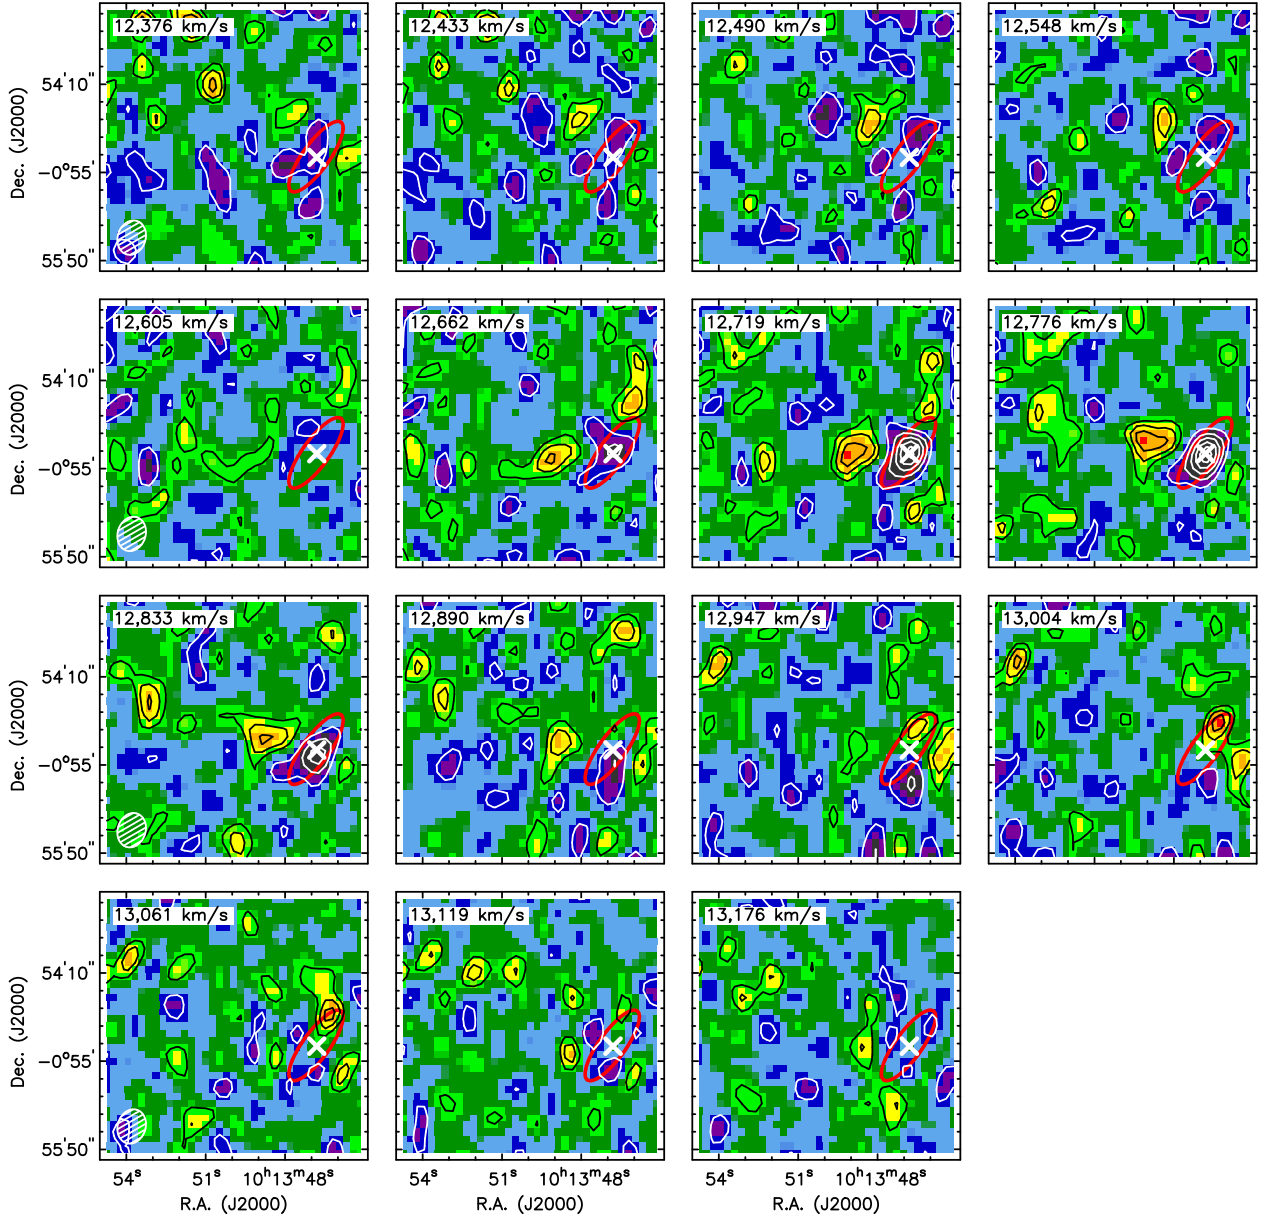 12,376 km/s
12,433 km/s
12,490 km/s
12,548 km/s
54'10"
−0°55'
55'50"
Dec. (J2000)
12,605 km/s
12,662 km/s
12,719 km/s
12,776 km/s
54'10"
−0°55'
55'50"
Dec. (J2000)
12,833 km/s
12,890 km/s
12,947 km/s
13,004 km/s
54'10"
−0°55'
55'50"
Dec. (J2000)
13,061 km/s
13,119 km/s
13,176 km/s
54'10"
−0°55'
55'50"
Dec. (J2000)
54s 51s 10h13m48s
54s 51s 10h13m48s
54s 51s 10h13m48s
R.A. (J2000)
R.A. (J2000)
R.A. (J2000)